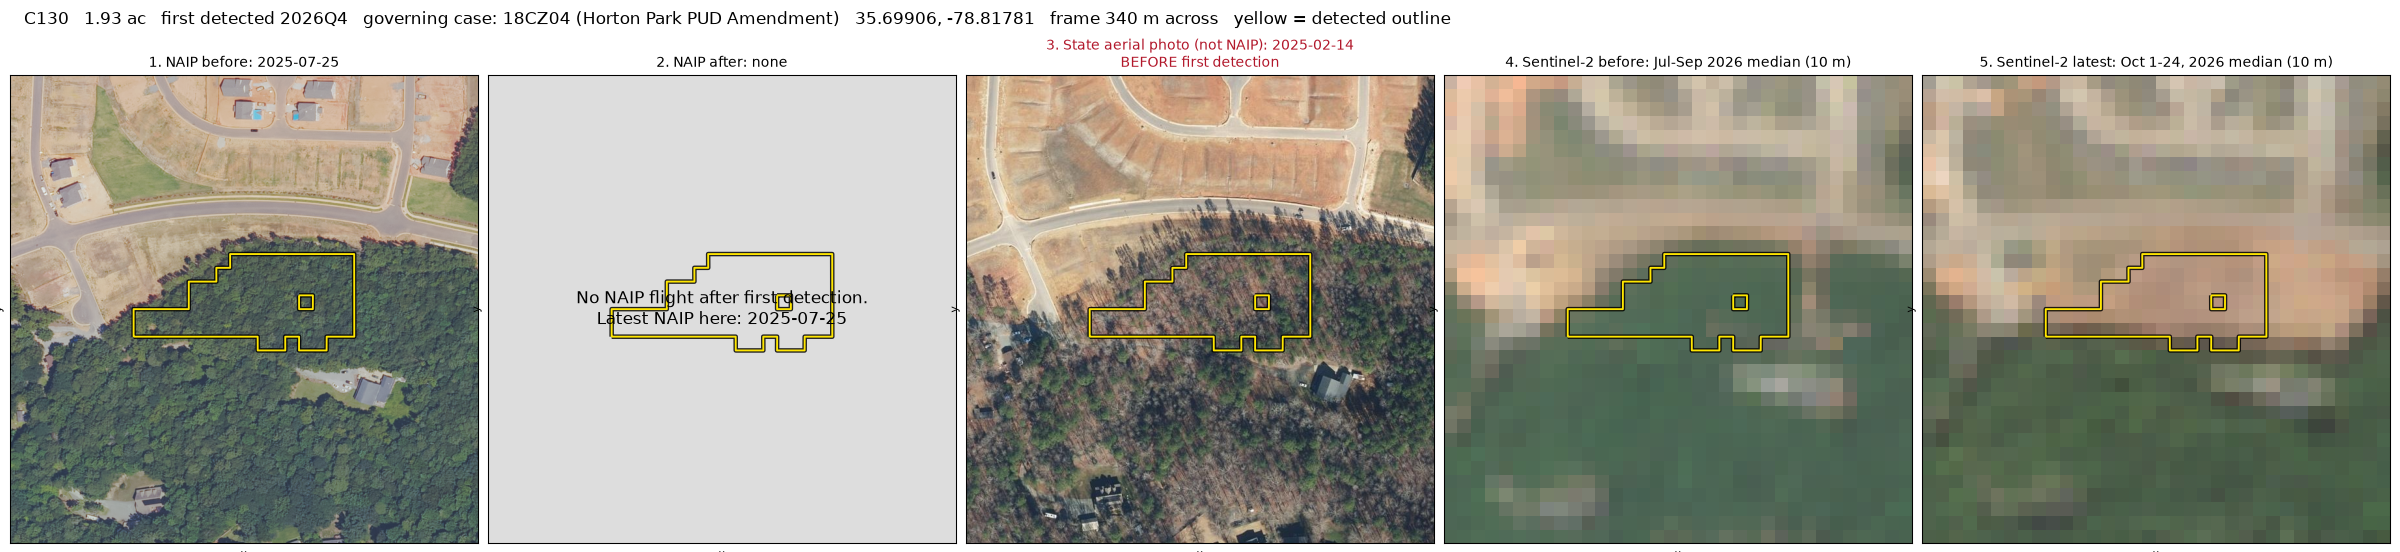 C130   1.93 ac   first detected 2026Q4   governing case: 18CZ04 (Horton Park PUD Amendment)   35.69906, -78.81781   frame 340 m across   yellow = detected outline
1. NAIP before: 2025-07-25
2. NAIP after: none
3. State aerial photo (not NAIP): 2025-02-14
BEFORE first detection
4. Sentinel-2 before: Jul-Sep 2026 median (10 m)
5. Sentinel-2 latest: Oct 1-24, 2026 median (10 m)
No NAIP flight after first detection.
Latest NAIP here: 2025-07-25